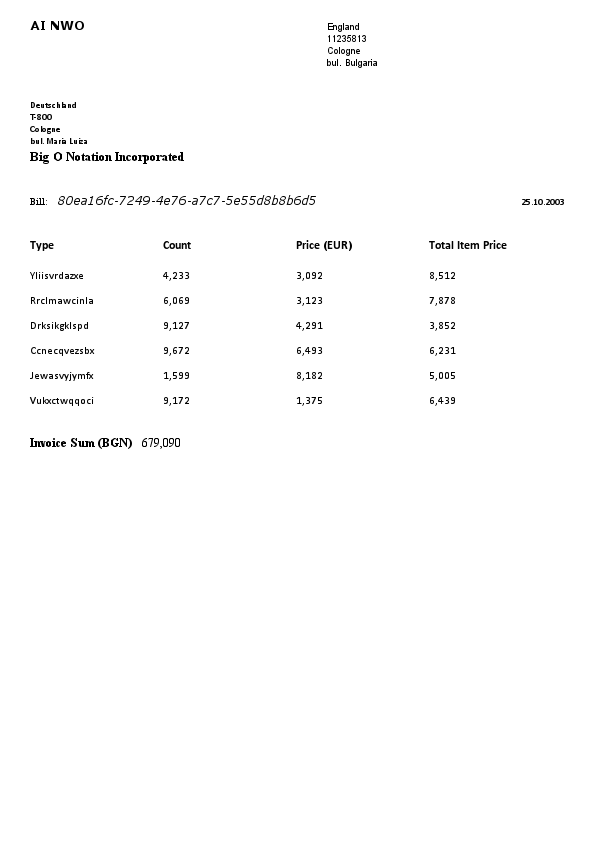 AI NWO
England
11235813
Cologne
bul. Bulgaria
Deutschland
T-800
Cologne
bul. Maria Luiza
Big O Notation Incorporated
Bill: 80ea16fc-7249-4e76-a7c7-5e55d8b8b6d5 25.10.2003
Type Count Price (EUR) Total Item Price
Yliisvrdazxe 4,233 3,092 8,512
Rrclmawcinla 6,069 3,123 7,878
Drksikgklspd 9,127 4,291 3,852
Ccnecqvezsbx 9,672 6,493 6,231
Jewasvyjymfx 1,599 8,182 5,005
Vukxctwqqoci 9,172 1,375 6,439
Invoice Sum (BGN) 679,090